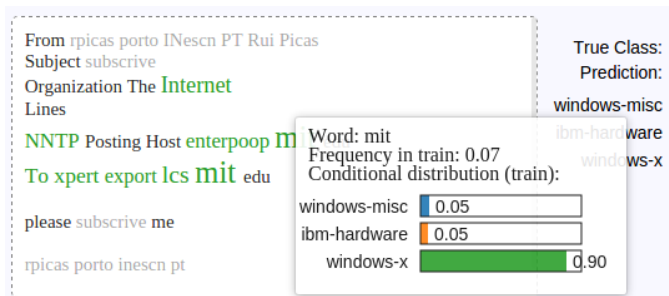 From rpicas porto INescn PT Rui Picas
Subject subscrive
Organization The Internet
Lines
NNTP Posting Host enterpoop mit
To xpert export lcs mit edu
please subscrive me
rpicas porto inescn pt
True Class:
Prediction:
windows-misc
ibm-hardware
windows-x
Word: mit
Frequency in train: 0.07
Conditional distribution (train):
windows-misc 0.05
ibm-hardware 0.05
windows-x 0.90